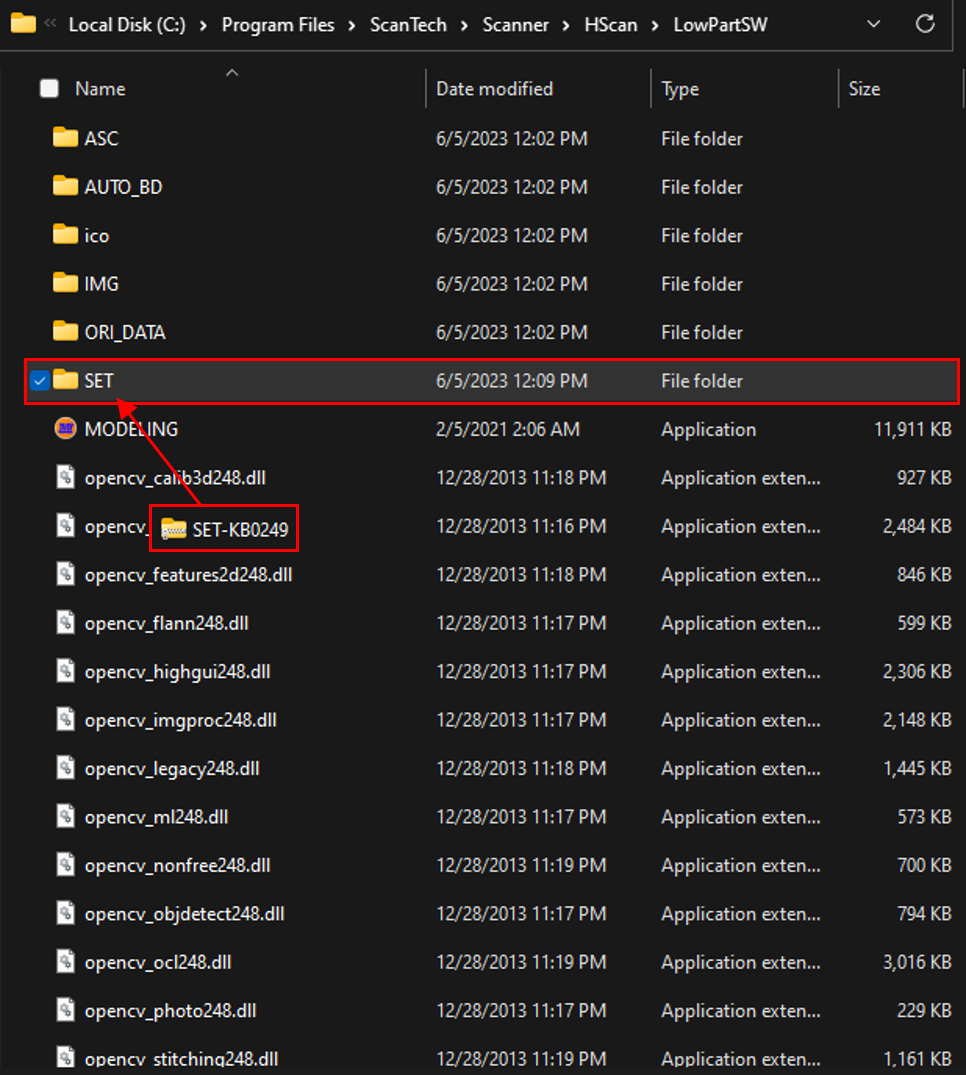 « Local Disk (C:) › Program Files › ScanTech › Scanner › HScan › LowPartSW
Name Date modified Type Size
ASC 6/5/2023 12:02 PM File folder
AUTO_BD 6/5/2023 12:02 PM File folder
ico 6/5/2023 12:02 PM File folder
IMG 6/5/2023 12:02 PM File folder
ORI_DATA 6/5/2023 12:02 PM File folder
SET 6/5/2023 12:09 PM File folder
MODELING 2/5/2021 2:06 AM Application 11,911 KB
opencv_calib3d248.dll 12/28/2013 11:18 PM Application exten... 927 KB
opencv_ SET-KB0249 12/28/2013 11:16 PM Application exten... 2,484 KB
opencv_features2d248.dll 12/28/2013 11:18 PM Application exten... 846 KB
opencv_flann248.dll 12/28/2013 11:17 PM Application exten... 599 KB
opencv_highgui248.dll 12/28/2013 11:17 PM Application exten... 2,306 KB
opencv_imgproc248.dll 12/28/2013 11:17 PM Application exten... 2,148 KB
opencv_legacy248.dll 12/28/2013 11:18 PM Application exten... 1,445 KB
opencv_ml248.dll 12/28/2013 11:17 PM Application exten... 573 KB
opencv_nonfree248.dll 12/28/2013 11:19 PM Application exten... 700 KB
opencv_objdetect248.dll 12/28/2013 11:17 PM Application exten... 794 KB
opencv_ocl248.dll 12/28/2013 11:19 PM Application exten... 3,016 KB
opencv_photo248.dll 12/28/2013 11:17 PM Application exten... 229 KB
opencv_stitching248.dll 12/28/2013 11:19 PM Application exten... 1,161 KB